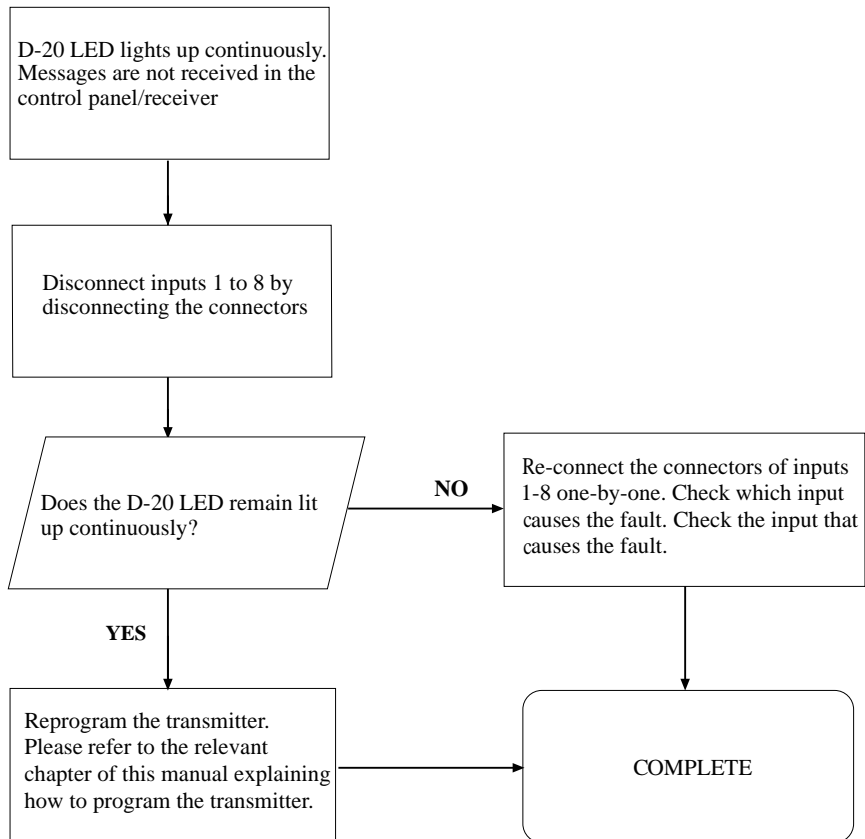 D-20 LED lights up continuously.
Messages are not received in the
control panel/receiver
Disconnect inputs 1 to 8 by
disconnecting the connectors
Does the D-20 LED remain lit
up continuously?
NO
Re-connect the connectors of inputs
1-8 one-by-one. Check which input
causes the fault. Check the input that
causes the fault.
YES
Reprogram the transmitter.
Please refer to the relevant
chapter of this manual explaining
how to program the transmitter.
COMPLETE